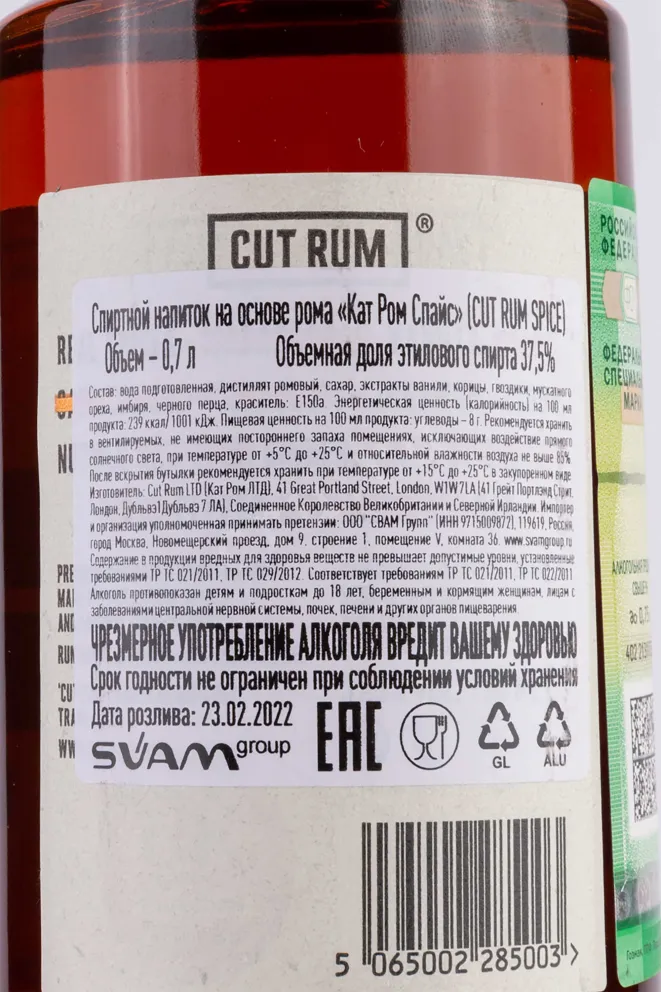 CUT RUM ®
Спиртной напиток на основе рома «Кат Ром Спайс» (CUT RUM SPICE)
Объем – 0,7 л Объемная доля этилового спирта 37,5%
Состав: вода подготовленная, дистиллят ромовый, сахар, экстракты ванили, корицы, гвоздики, мускатного
ореха, имбиря, черного перца, краситель: Е150а. Энергетическая ценность (калорийность) на 100 мл
продукта: 239 ккал/ 1001 кДж. Пищевая ценность на 100 мл продукта: углеводы – 8 г. Рекомендуется хранить
в вентилируемых, не имеющих постороннего запаха помещениях, исключающих воздействие прямого
солнечного света, при температуре от +5°С до +25°С и относительной влажности воздуха не выше 85%
После вскрытия бутылки рекомендуется хранить при температуре от +15°С до +25°С в закупоренном виде
Изготовитель: Cut Rum LTD (Кат Ром ЛТД), 41 Great Portland Street, London, W1W7LA (41 Грейт Портлэнд Стрит,
Лондон, Дубльвэ1Дубльвэ 7 ЛА), Соединенное Королевство Великобритании и Северной Ирландии. Импортер
и организация уполномоченная принимать претензии: ООО "СВАМ Групп" (ИНН 9715009872), 119619, Россия,
город Москва, Новомещерский проезд, дом 9, строение 1, помещение V, комната 36. www.svamgroup.ru
Содержание в продукции вредных для здоровья веществ не превышает допустимые уровни, установленные
требованиями ТР ТС 021/2011, ТР ТС 029/2012. Соответствует требованиям ТР ТС 021/2011, ТР ТС 022/2011
Алкоголь противопоказан детям и подросткам до 18 лет, беременным и кормящим женщинам, лицам с
заболеваниями центральной нервной системы, почек, печени и других органов пищеварения.
ЧРЕЗМЕРНОЕ УПОТРЕБЛЕНИЕ АЛКОГОЛЯ ВРЕДИТ ВАШЕМУ ЗДОРОВЬЮ
Срок годности не ограничен при соблюдении условий хранения
Дата розлива: 23.02.2022
SVAM group EAC GL ALU
5 065002 285003 >